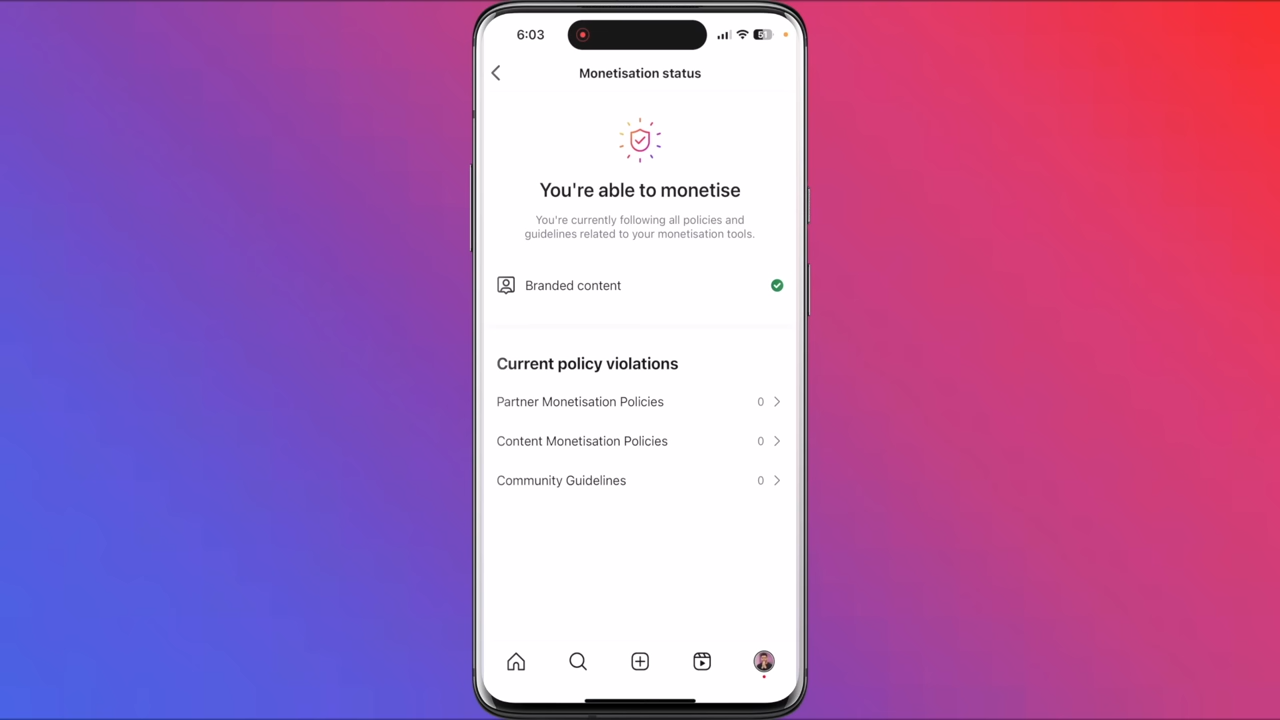 6:03
51
Monetisation status
You're able to monetise
You're currently following all policies and
guidelines related to your monetisation tools.
Branded content
Current policy violations
Partner Monetisation Policies 0
Content Monetisation Policies 0
Community Guidelines 0